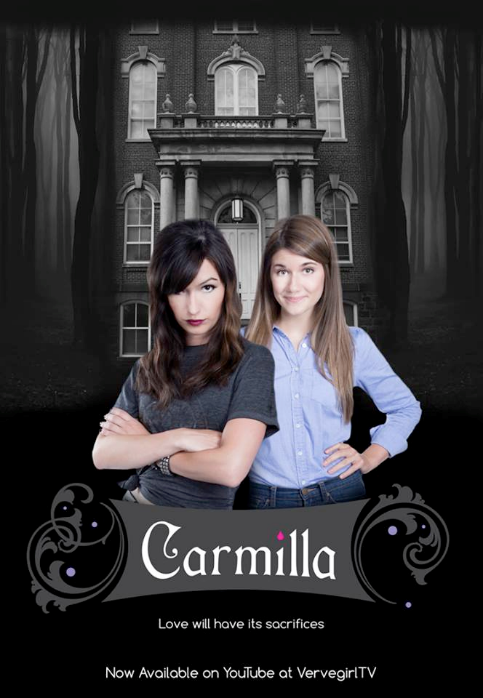 Carmilla
Love will have its sacrifices
Now Available on YouTube at VervegirlTV